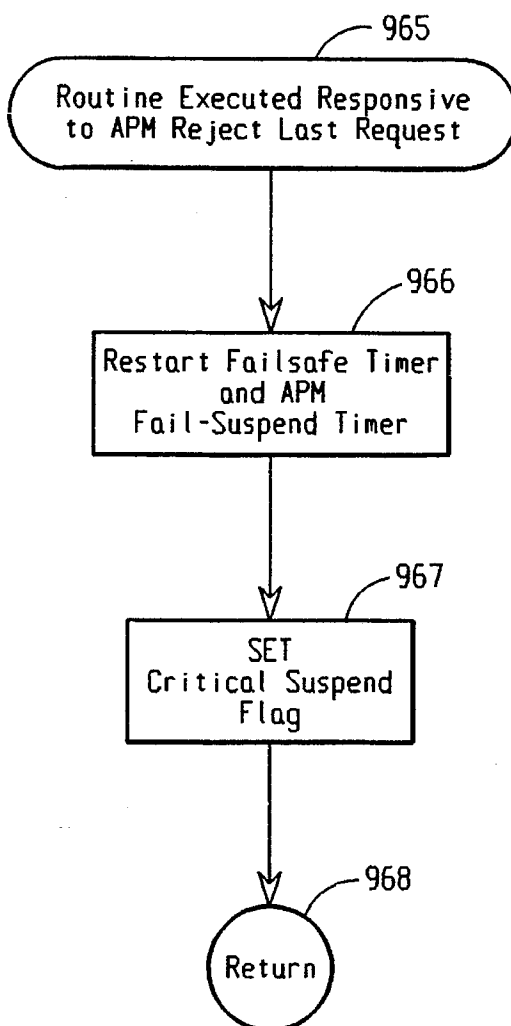 965
Routine Executed Responsive
to APM Reject Last Request
966
Restart Failsafe Timer
and APM
Fail-Suspend Timer
967
SET
Critical Suspend
Flag
968
Return